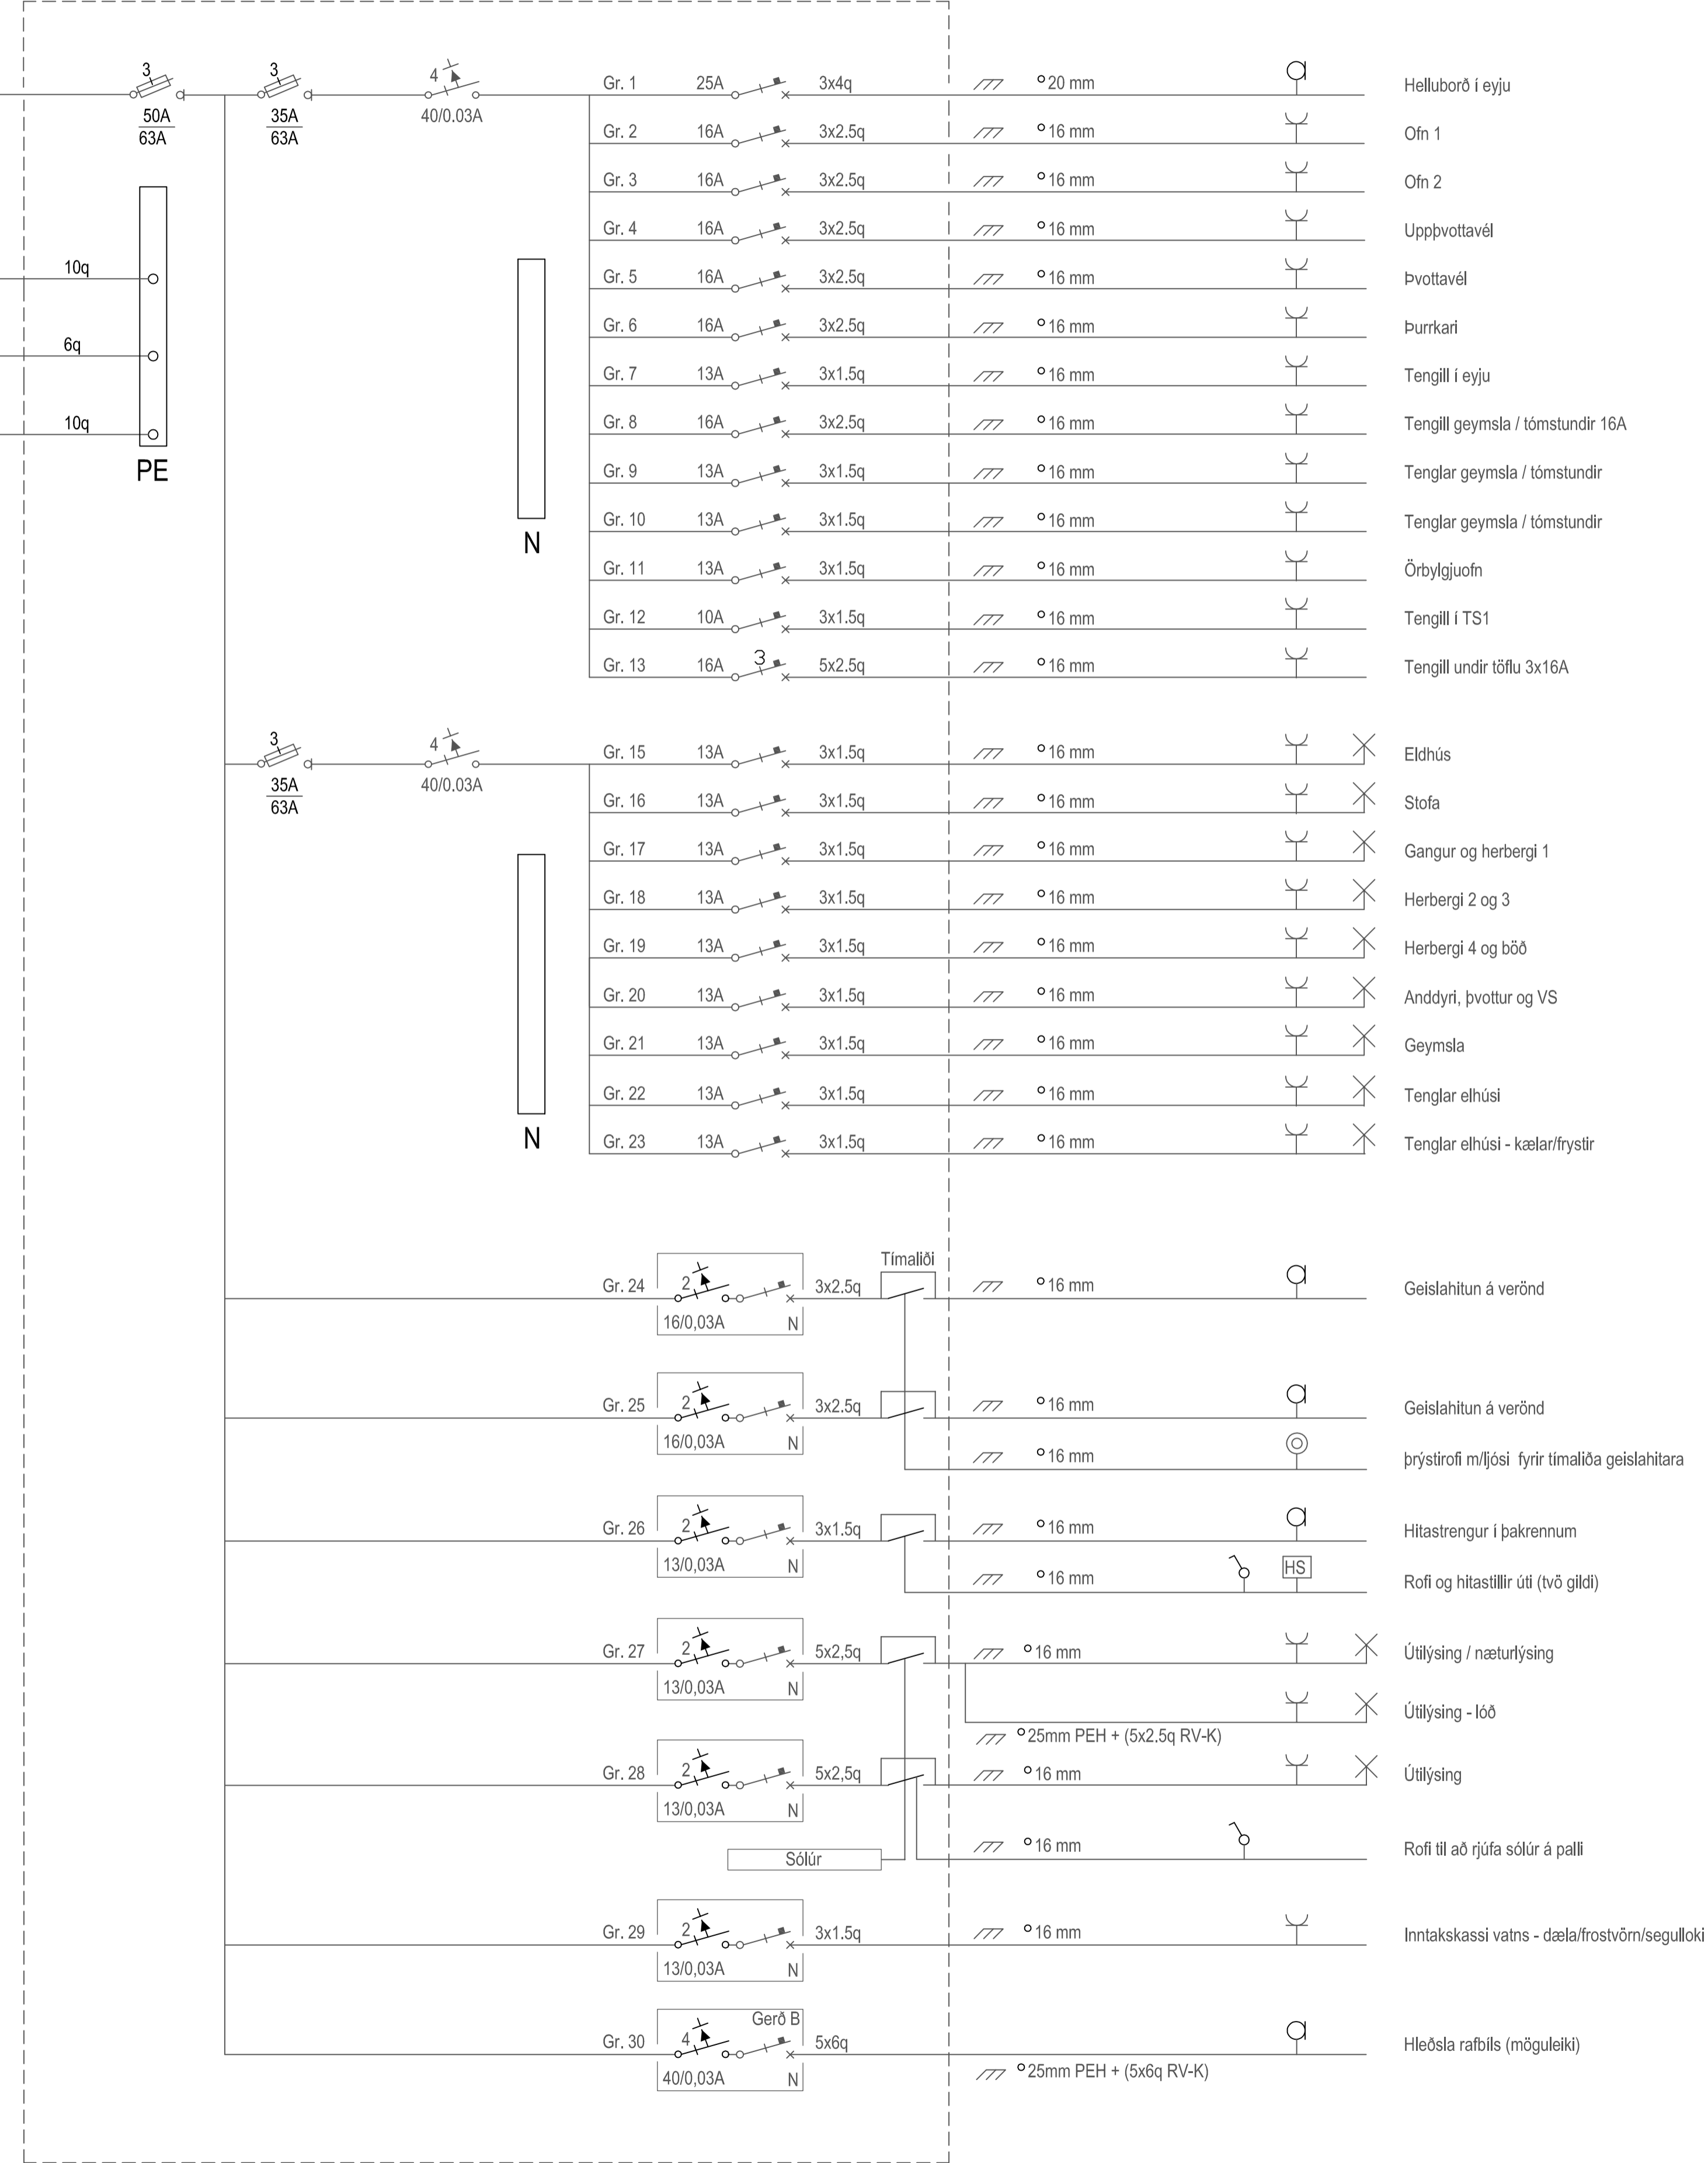 3 3 4 Gr. 1 25A 3x4q 20 mm Helluborð í eyju
50A 35A 40/0.03A
63A 63A
Gr. 2 16A 3x2.5q 16 mm Ofn 1
Gr. 3 16A 3x2.5q 16 mm Ofn 2
Gr. 4 16A 3x2.5q 16 mm Uppþvottavél
10q Gr. 5 16A 3x2.5q 16 mm Þvottavél
6q Gr. 6 16A 3x2.5q 16 mm Þurrkari
Gr. 7 13A 3x1.5q 16 mm Tengill í eyju
10q Gr. 8 16A 3x2.5q 16 mm Tengill geymsla / tómstundir 16A
PE Gr. 9 13A 3x1.5q 16 mm Tenglar geymsla / tómstundir
Gr. 10 13A 3x1.5q 16 mm Tenglar geymsla / tómstundir
N
Gr. 11 13A 3x1.5q 16 mm Örbylgjuofn
Gr. 12 10A 3x1.5q 16 mm Tengill í TS1
Gr. 13 16A 3 5x2.5q 16 mm Tengill undir töflu 3x16A
3 4 Gr. 15 13A 3x1.5q 16 mm Eldhús
35A 40/0.03A
63A
Gr. 16 13A 3x1.5q 16 mm Stofa
Gr. 17 13A 3x1.5q 16 mm Gangur og herbergi 1
Gr. 18 13A 3x1.5q 16 mm Herbergi 2 og 3
Gr. 19 13A 3x1.5q 16 mm Herbergi 4 og böð
Gr. 20 13A 3x1.5q 16 mm Anddyri, þvottur og VS
Gr. 21 13A 3x1.5q 16 mm Geymsla
Gr. 22 13A 3x1.5q 16 mm Tenglar elhúsi
N Gr. 23 13A 3x1.5q 16 mm Tenglar elhúsi - kælar/frystir
Tímaliði
Gr. 24 2 3x2.5q 16 mm Geislahitun á verönd
16/0,03A N
Gr. 25 2 3x2.5q 16 mm Geislahitun á verönd
16/0,03A N
16 mm þrýstirofi m/ljósi fyrir tímaliða geislahitara
Gr. 26 2 3x1.5q 16 mm Hitastrengur í þakrennum
13/0,03A N
16 mm HS Rofi og hitastillir úti (tvö gildi)
Gr. 27 2 5x2,5q 16 mm Útilýsing / næturlýsing
13/0,03A N
Útilýsing - lóð
25mm PEH + (5x2.5q RV-K)
Gr. 28 2 5x2,5q 16 mm Útilýsing
13/0,03A N
Sólúr 16 mm Rofi til að rjúfa sólúr á palli
Gr. 29 2 3x1.5q 16 mm Inntakskassi vatns - dæla/frostvörn/segulloki
13/0,03A N
Gerð B
Gr. 30 4 5x6q Hleðsla rafbíls (möguleiki)
40/0,03A N 25mm PEH + (5x6q RV-K)